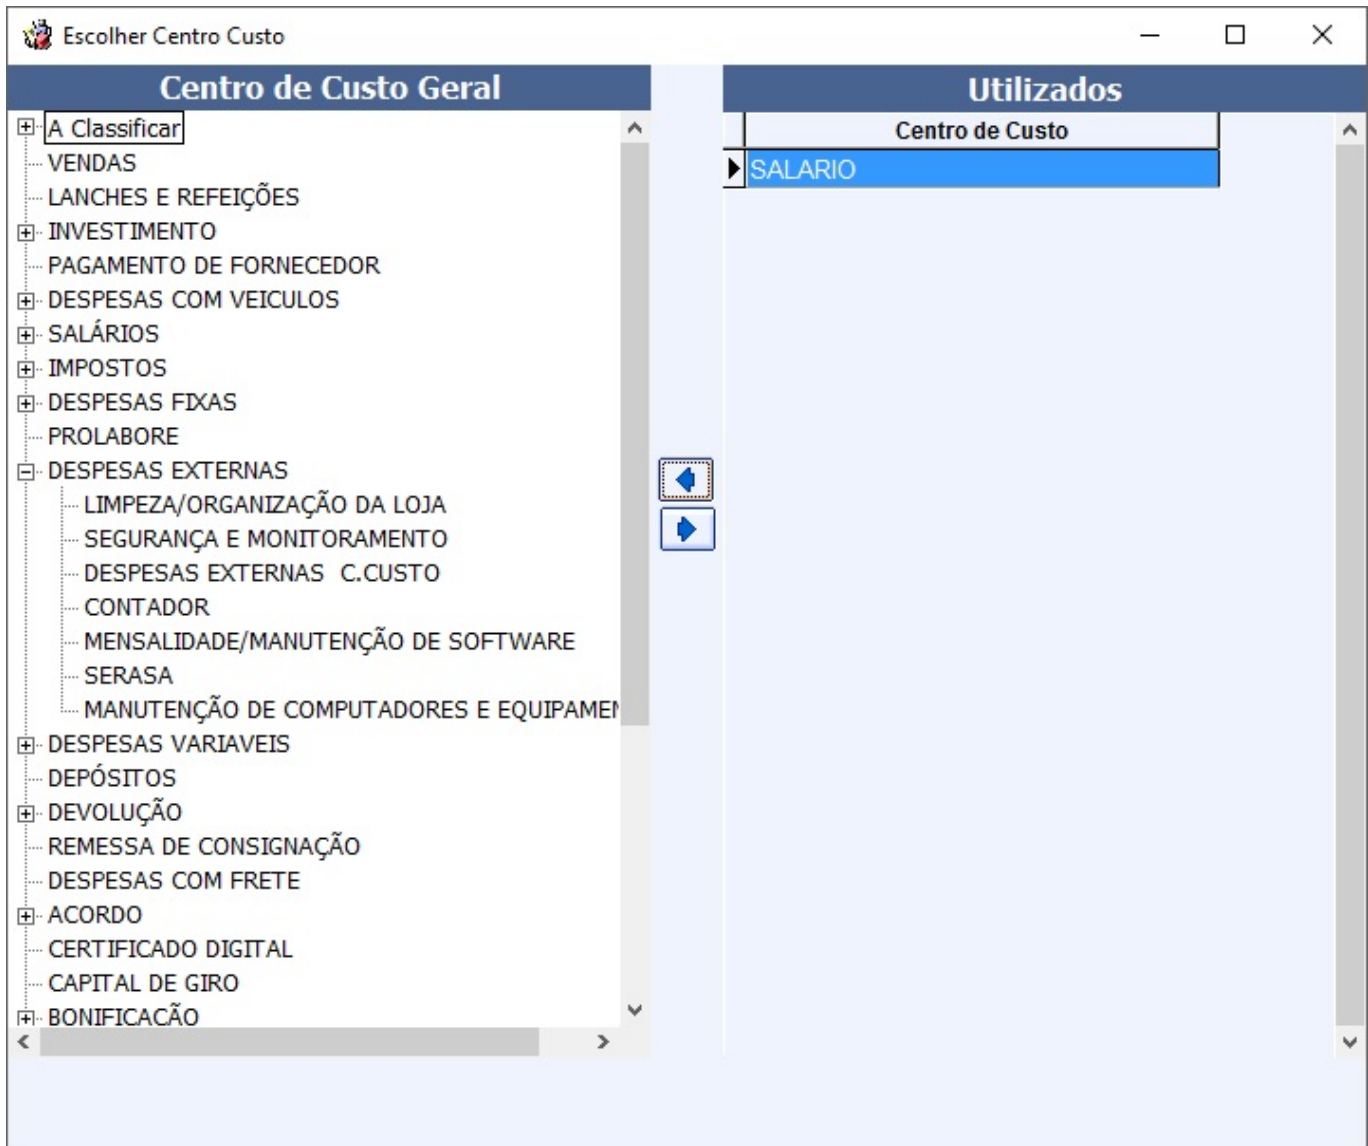 Escolher Centro Custo
Centro de Custo Geral
A Classificar
VENDAS
LANCHES E REFEIÇÕES
INVESTIMENTO
PAGAMENTO DE FORNECEDOR
DESPESAS COM VEICULOS
SALÁRIOS
IMPOSTOS
DESPESAS FIXAS
PROLABORE
DESPESAS EXTERNAS
LIMPEZA/ORGANIZAÇÃO DA LOJA
SEGURANÇA E MONITORAMENTO
DESPESAS EXTERNAS  C.CUSTO
CONTADOR
MENSALIDADE/MANUTENÇÃO DE SOFTWARE
SERASA
MANUTENÇÃO DE COMPUTADORES E EQUIPAMEN
DESPESAS VARIAVEIS
DEPÓSITOS
DEVOLUÇÃO
REMESSA DE CONSIGNAÇÃO
DESPESAS COM FRETE
ACORDO
CERTIFICADO DIGITAL
CAPITAL DE GIRO
BONIFICAÇÃO
Utilizados
Centro de Custo
SALARIO